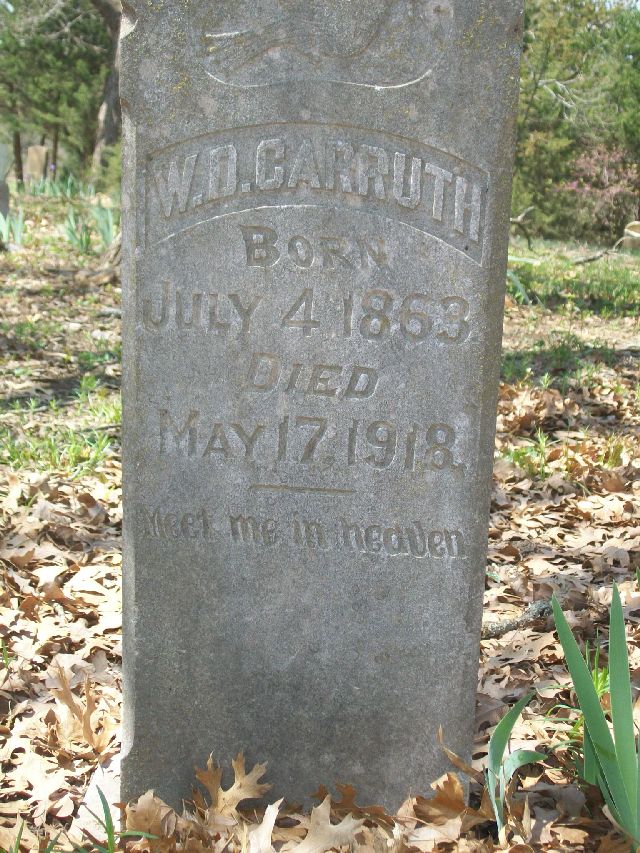 W.D. CARRUTH
BORN
JULY 4 1863
DIED
MAY 17, 1918.
Meet me in heaven